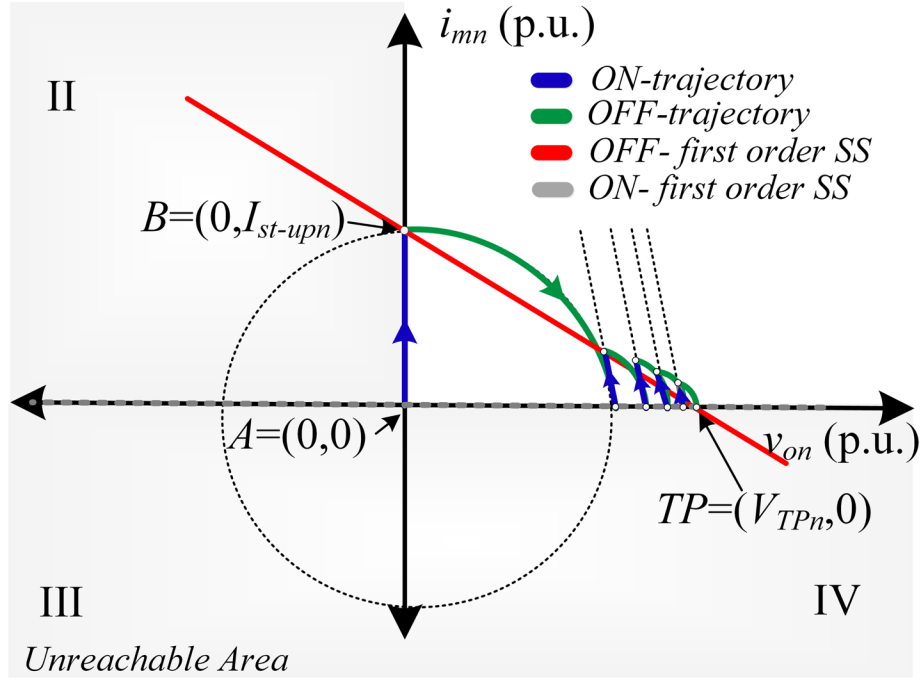 i_mn (p.u.)
II
ON-trajectory
OFF-trajectory
OFF- first order SS
ON- first order SS
B=(0,I_st-upn)
A=(0,0)
v_on (p.u.)
TP=(V_TPn,0)
III
IV
Unreachable Area